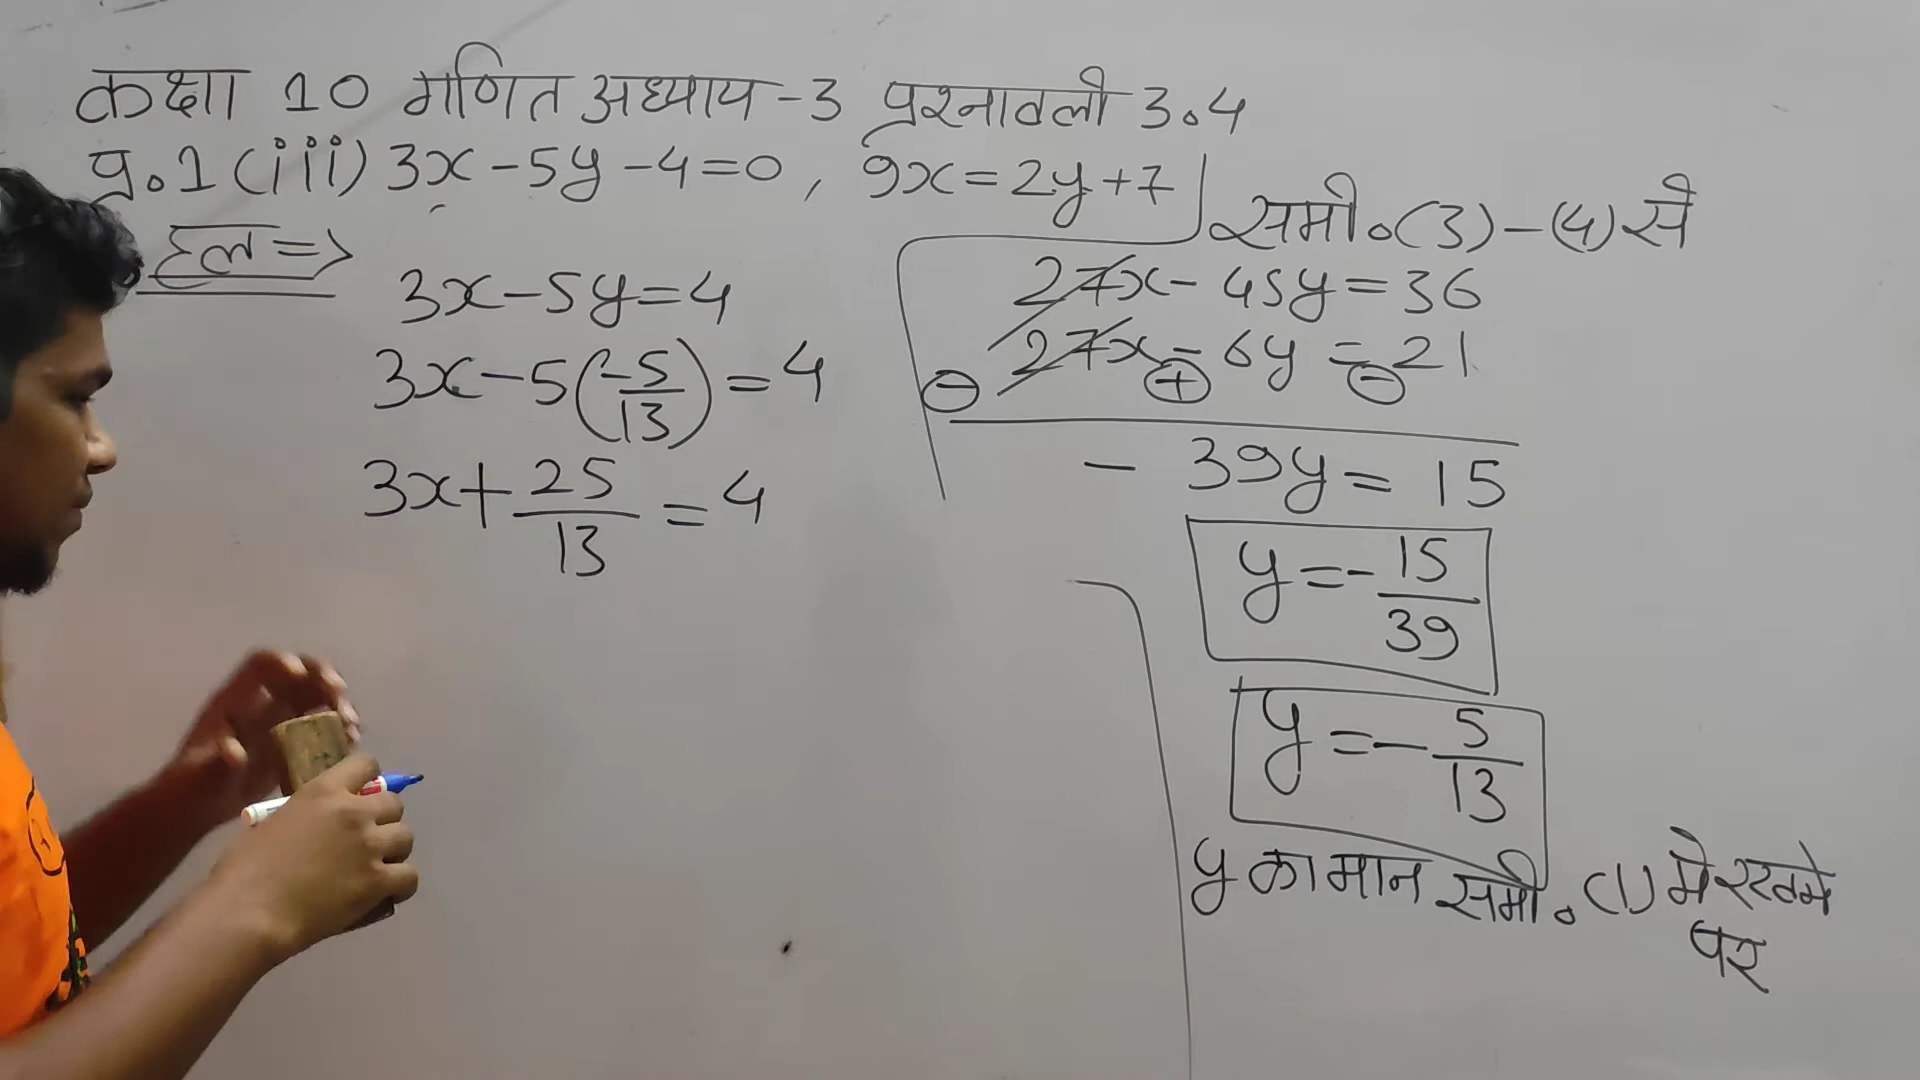 कक्षा 10 गणित अध्याय -3 प्रश्नावली 3.4
प्र.1 (iii) 3x-5y-4=0, 9x=2y+7
हल=>
3x-5y=4
3x-5(-5/13)=4
3x+25/13=4
समी.(3)-(4) से
27x-45y=36
27x-6y=21
- + -
-39y=15
y=-15/39
y=-5/13
y का मान समी.(1) मे रखने
पर